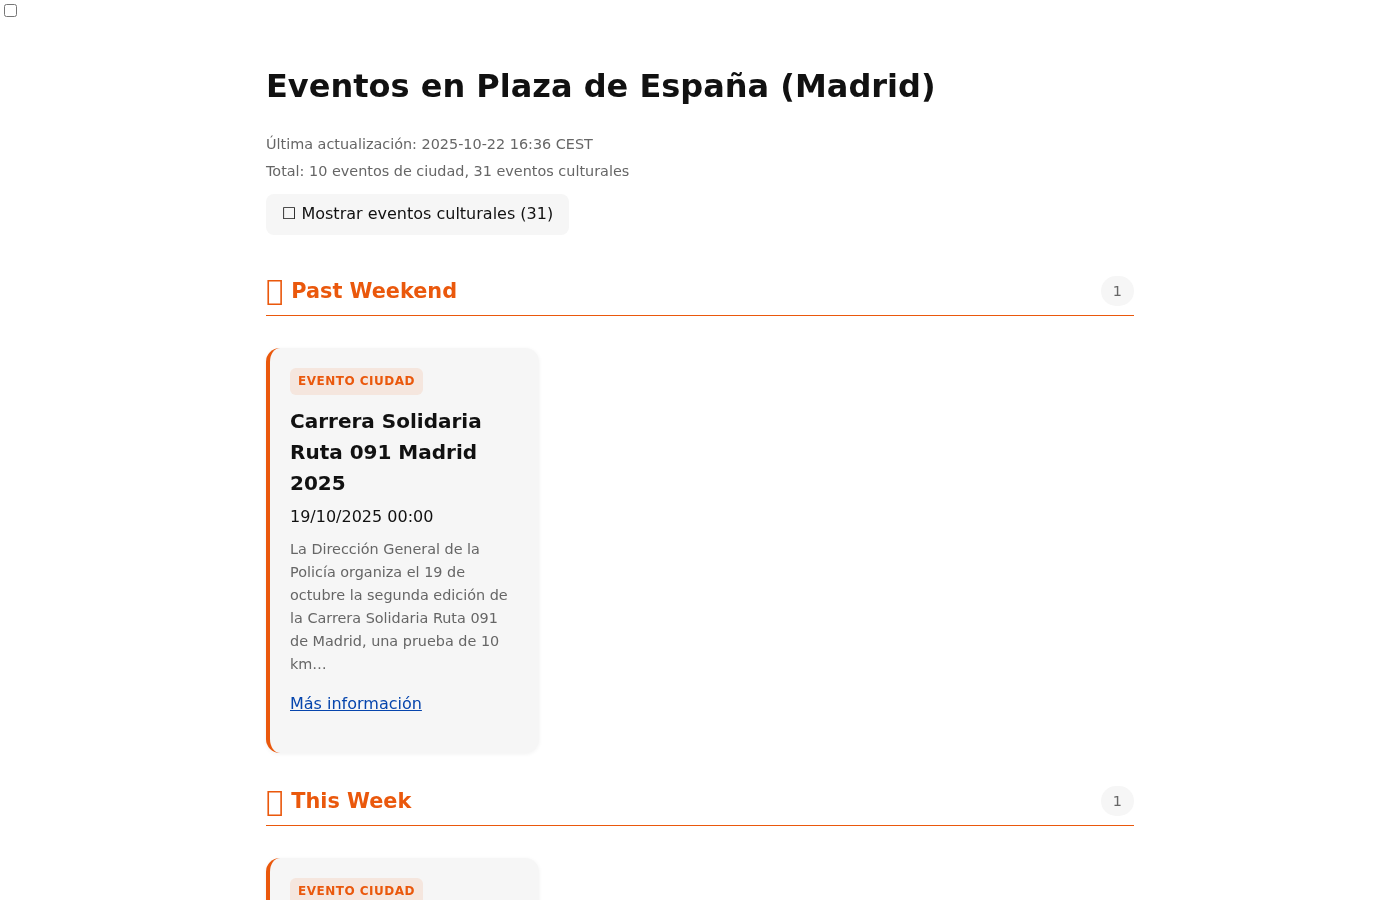 Eventos en Plaza de España (Madrid)
Última actualización: 2025-10-22 16:36 CEST
Total: 10 eventos de ciudad, 31 eventos culturales
☐ Mostrar eventos culturales (31)
Past Weekend
1
EVENTO CIUDAD
Carrera Solidaria
Ruta 091 Madrid
2025
19/10/2025 00:00
La Dirección General de la
Policía organiza el 19 de
octubre la segunda edición de
la Carrera Solidaria Ruta 091
de Madrid, una prueba de 10
km…
Más información
This Week
1
EVENTO CIUDAD